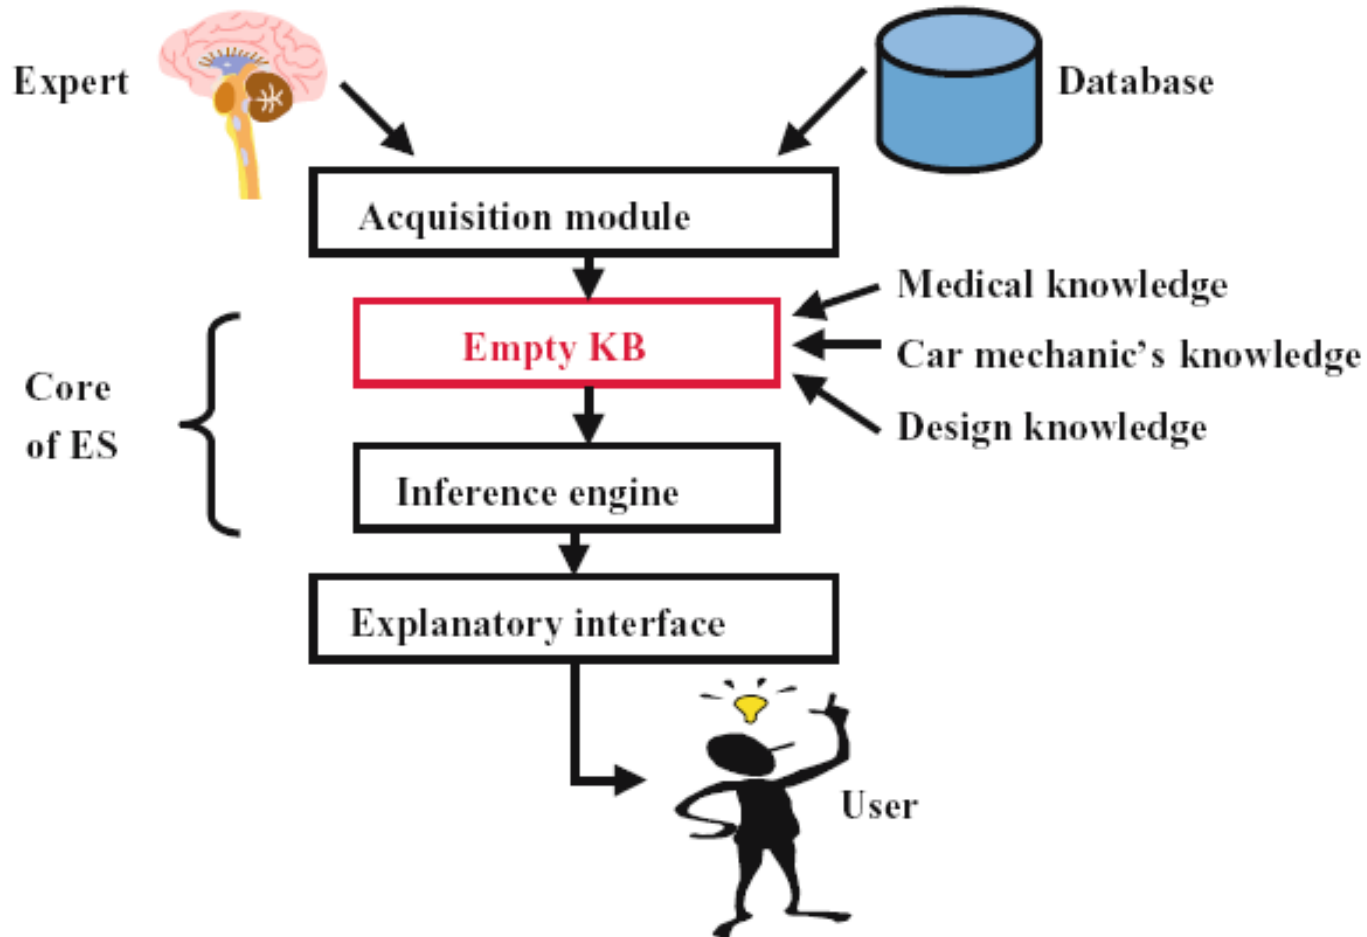 Expert
Database
Acquisition module
Medical knowledge
Empty KB
Car mechanic’s knowledge
Core
of ES
Design knowledge
Inference engine
Explanatory interface
User